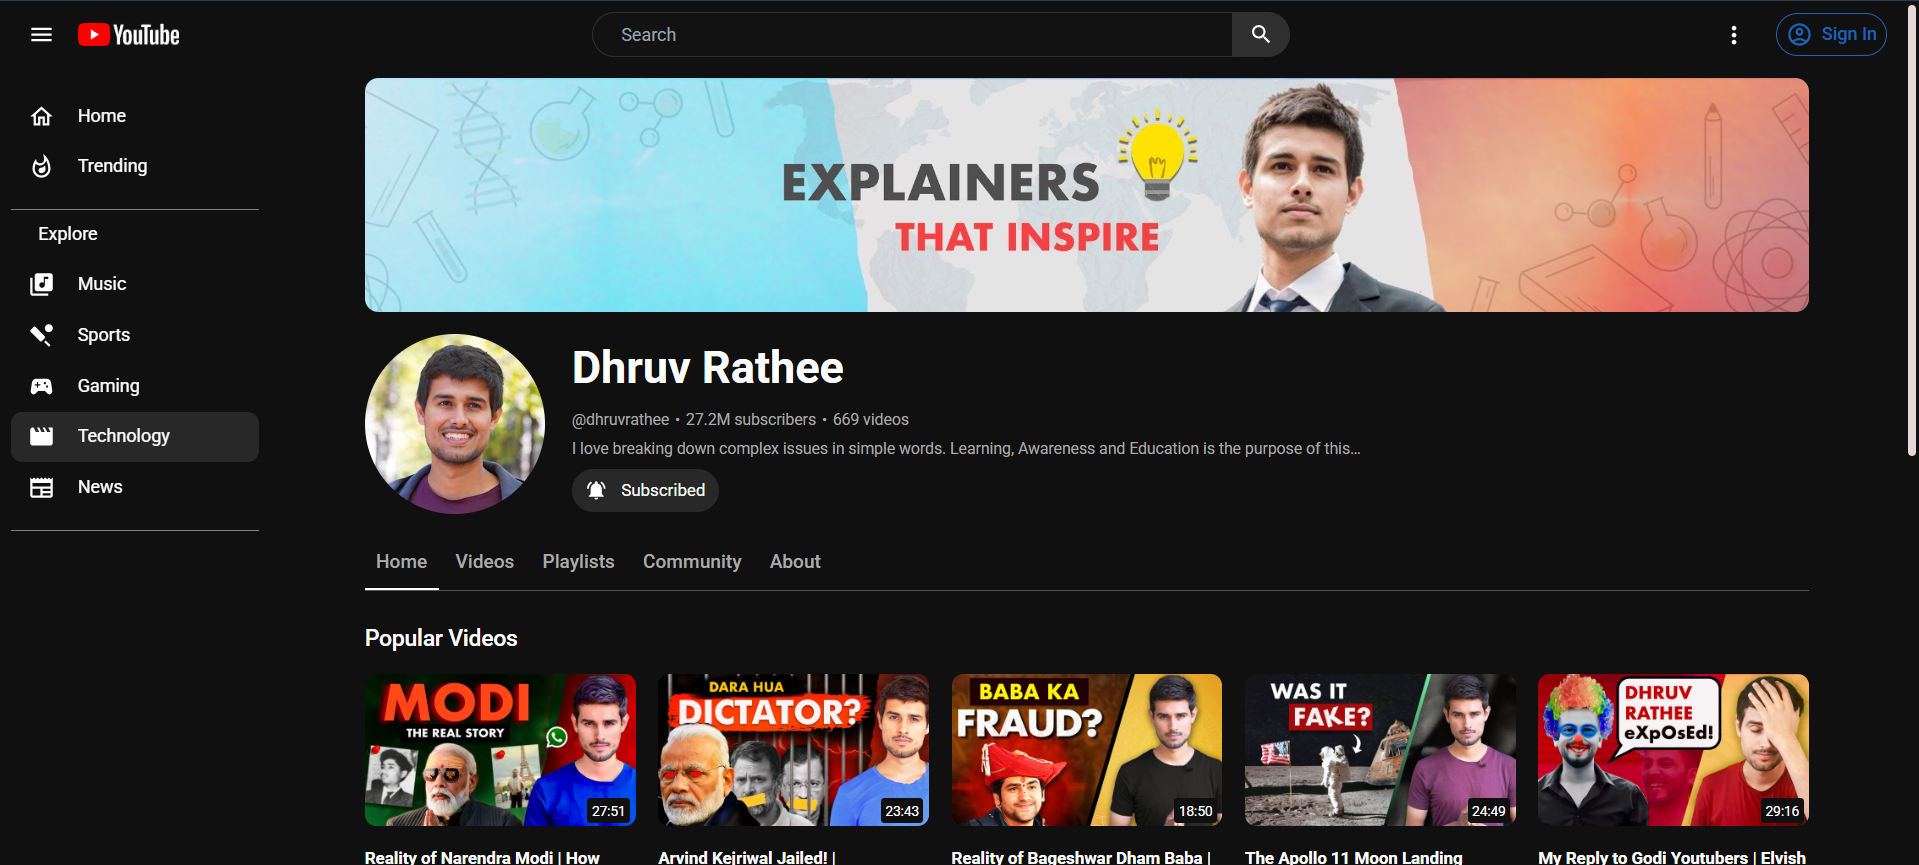 YouTube
Search
Sign In
Home
Trending
Explore
Music
Sports
Gaming
Technology
News
EXPLAINERS
THAT INSPIRE
Dhruv Rathee
@dhruvrathee • 27.2M subscribers • 669 videos
I love breaking down complex issues in simple words. Learning, Awareness and Education is the purpose of this...
Subscribed
Home Videos Playlists Community About
Popular Videos
MODI
THE REAL STORY
27:51
DARA HUA
DICTATOR?
23:43
BABA KA
FRAUD?
18:50
WAS IT
FAKE?
24:49
DHRUV
RATHEE
eXpOsEd!
29:16
Reality of Narendra Modi | How
Arvind Kejriwal Jailed! |
Reality of Bageshwar Dham Baba |
The Apollo 11 Moon Landing
My Reply to Godi Youtubers | Elvish